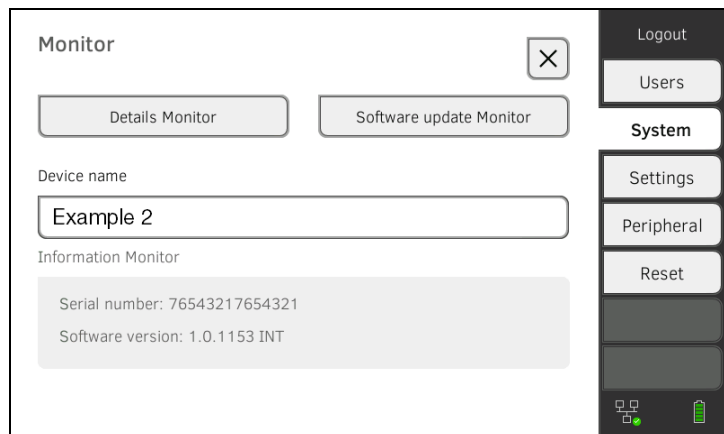 Monitor
Details Monitor
Software update Monitor
Device name
Example 2
Information Monitor
Serial number: 76543217654321
Software version: 1.0.1153 INT
Logout
Users
System
Settings
Peripheral
Reset